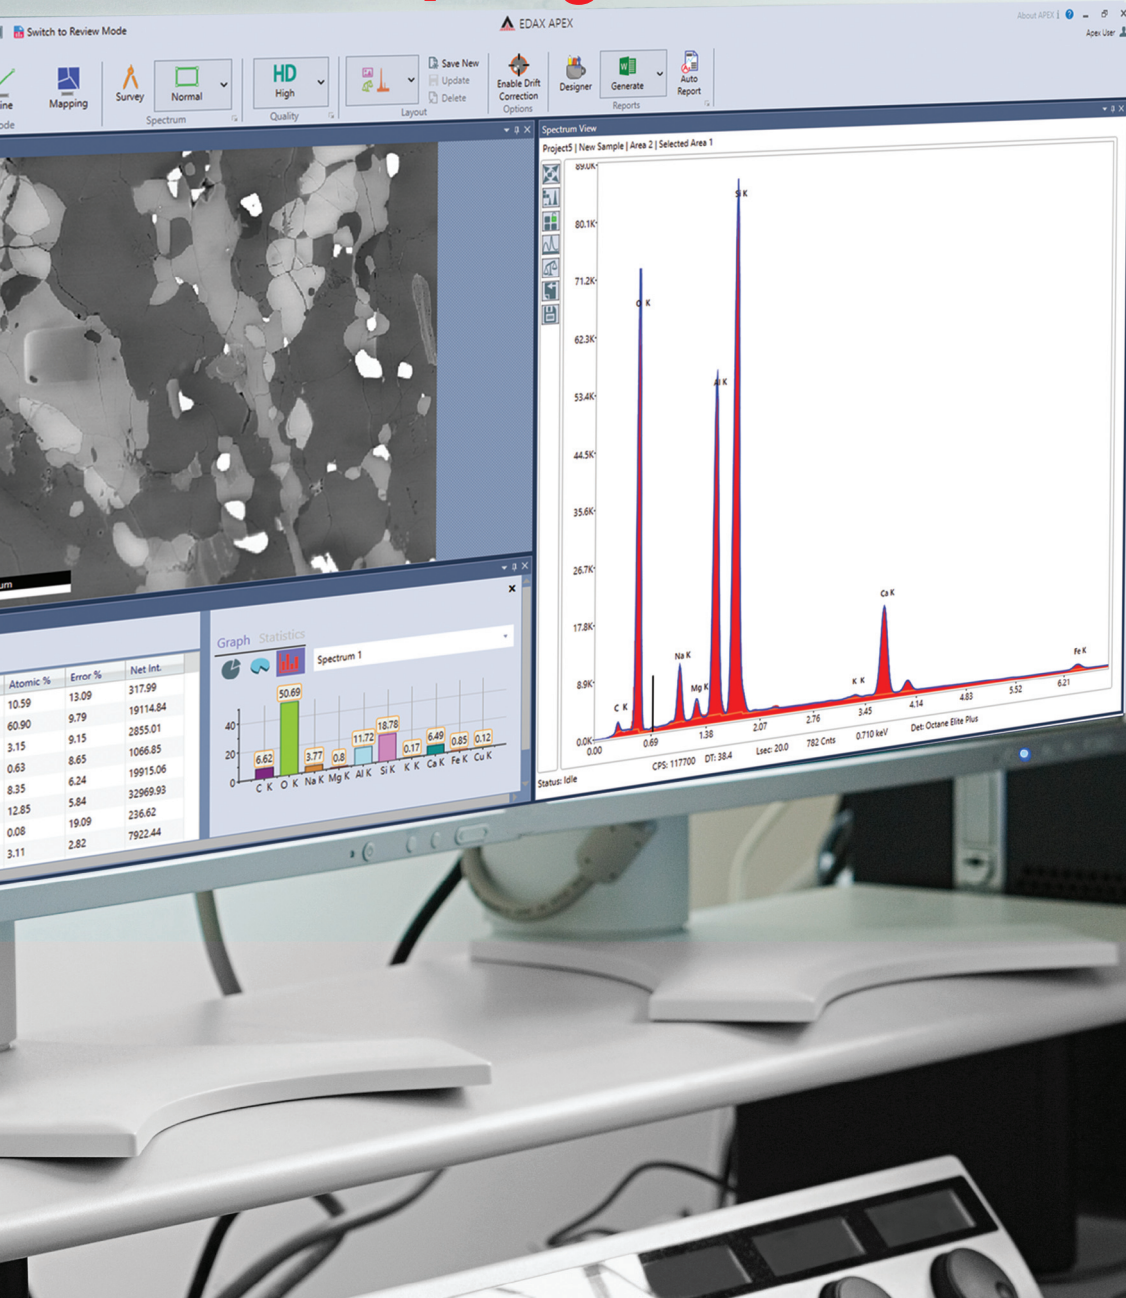 EDAX APEX
About APEX
Switch to Review Mode
Apex User
Mapping
Survey
Normal
Spectrum
HD
High
Quality
Layout
Save New
Update
Delete
Enable Drift
Correction
Options
Designer
Generate
Reports
Auto
Report
Spectrum View
Project5 | New Sample | Area 2 | Selected Area 1
89.0K
80.1K
71.2K
62.3K
53.4K
44.5K
35.6K
26.7K
17.8K
8.9K
0.0K
C K
O K
Na K
Mg K
Al K
Si K
K K
Ca K
Fe K
0.00 0.69 1.38 2.07 2.76 3.45 4.14 4.83 5.52 6.21
CPS: 117700 DT: 38.4 Lsec: 20.0 782 Cnts 0.710 keV Det: Octane Elite Plus
Status: Idle
um
Atomic % Error % Net Int.
10.59 13.09 317.99
60.90 9.79 19114.84
3.15 9.15 2855.01
0.63 8.65 1066.85
8.35 6.24 19915.06
12.85 5.84 32969.93
0.08 19.09 236.62
3.11 2.82 7922.44
Graph Statistics
Spectrum 1
40
20
0
6.62 50.69 3.77 0.8 11.72 18.78 0.17 6.49 0.85 0.12
C K O K Na K Mg K Al K Si K K K Ca K Fe K Cu K